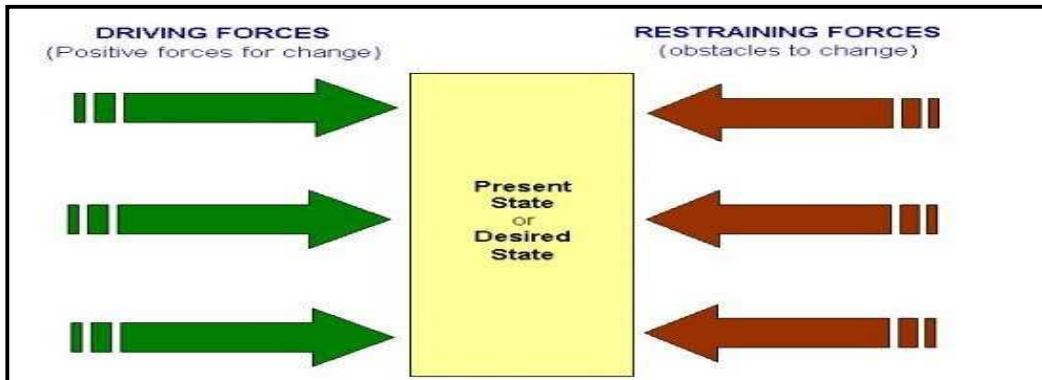 DRIVING FORCES
(Positive forces for change)
RESTRAINING FORCES
(obstacles to change)
Present
State
or
Desired
State